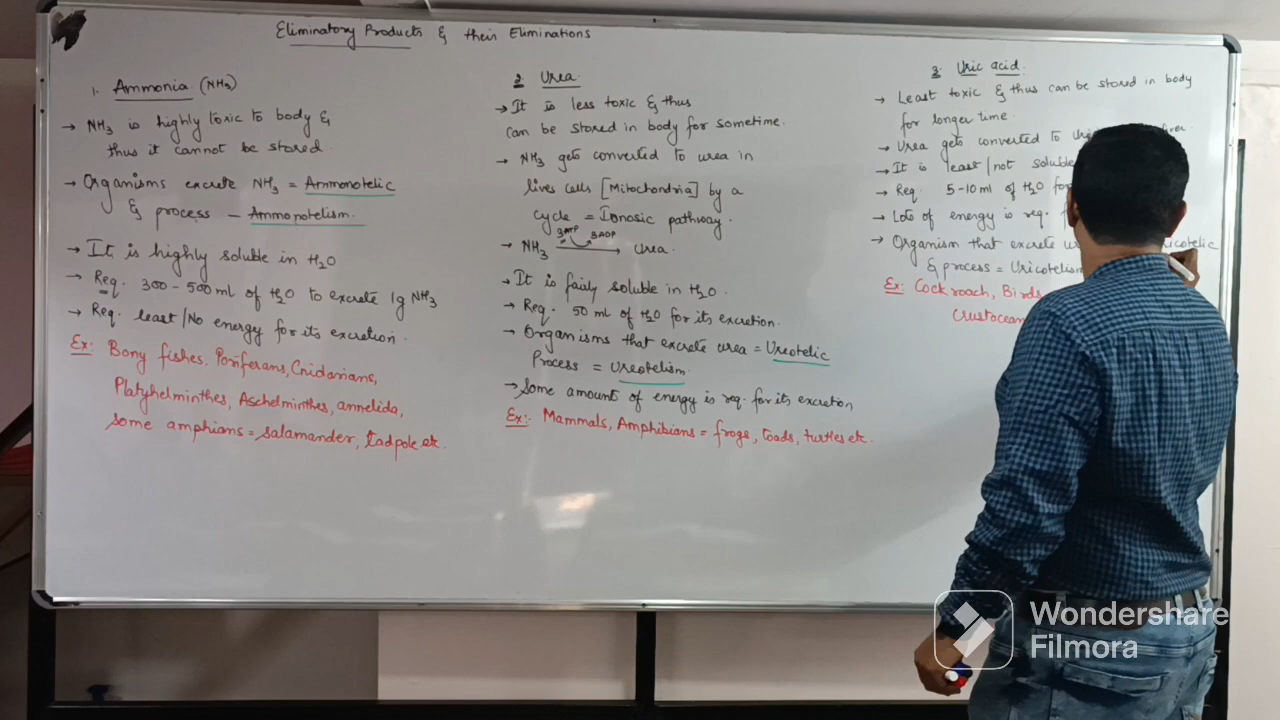 Eliminatory Products & their Eliminations
1. Ammonia (NH3)
→ NH3 is highly toxic to body &
thus it cannot be stored.
→ Organisms excrete NH3 = Ammonotelic
& process - Ammonotelism.
→ It is highly soluble in H2O
→ Req. 300-500ml of H2O to excrete 1g NH3
→ Req. least/No energy for its excretion.
Ex: Bony fishes. Poriferans, Cnidarians,
Platyhelminthes, Aschelminthes, annelida,
some amphians = salamander, tadpole etc.
2 Urea
→ It is less toxic & thus
can be stored in body for sometime.
→ NH3 gets converted to urea in
liver cells [Mitochondria] by a
cycle = Ionosic pathway.
3ATP 3ADP
→ NH3 → Urea.
→ It is fairly soluble in H2O.
→ Req. 50 ml of H2O for its excretion.
→ Organisms that excrete urea = Ureotelic
Process = Ureotelism.
→ Some amount of energy is req. for its excretion
Ex:- Mammals, Amphibians = frogs, toads, turtles etc.
3. Uric acid.
→ Least toxic & thus can be stored in body
for longer time.
→ Urea gets converted to
→ It is least/not soluble
→ Req. 5-10 ml of H2O for
→ Lots of energy is req.
→ Organism that excrete
& process = Uricotelism
Ex: Cockroach, Birds
crustocean
Wondershare
Filmora